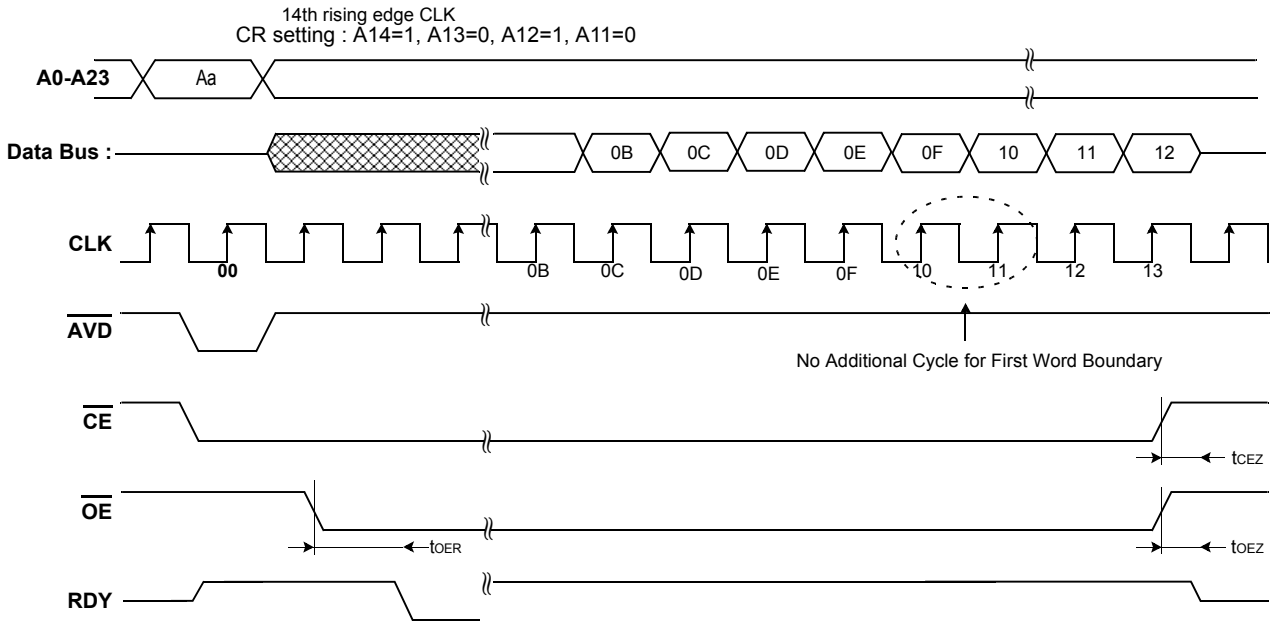 14th rising edge CLK
CR setting : A14=1, A13=0, A12=1, A11=0
A0-A23 Aa
Data Bus : 0B 0C 0D 0E 0F 10 11 12
CLK 00 0B 0C 0D 0E 0F 10 11 12 13
AVD
No Additional Cycle for First Word Boundary
CE
tCEZ
OE
tOER tOEZ
RDY